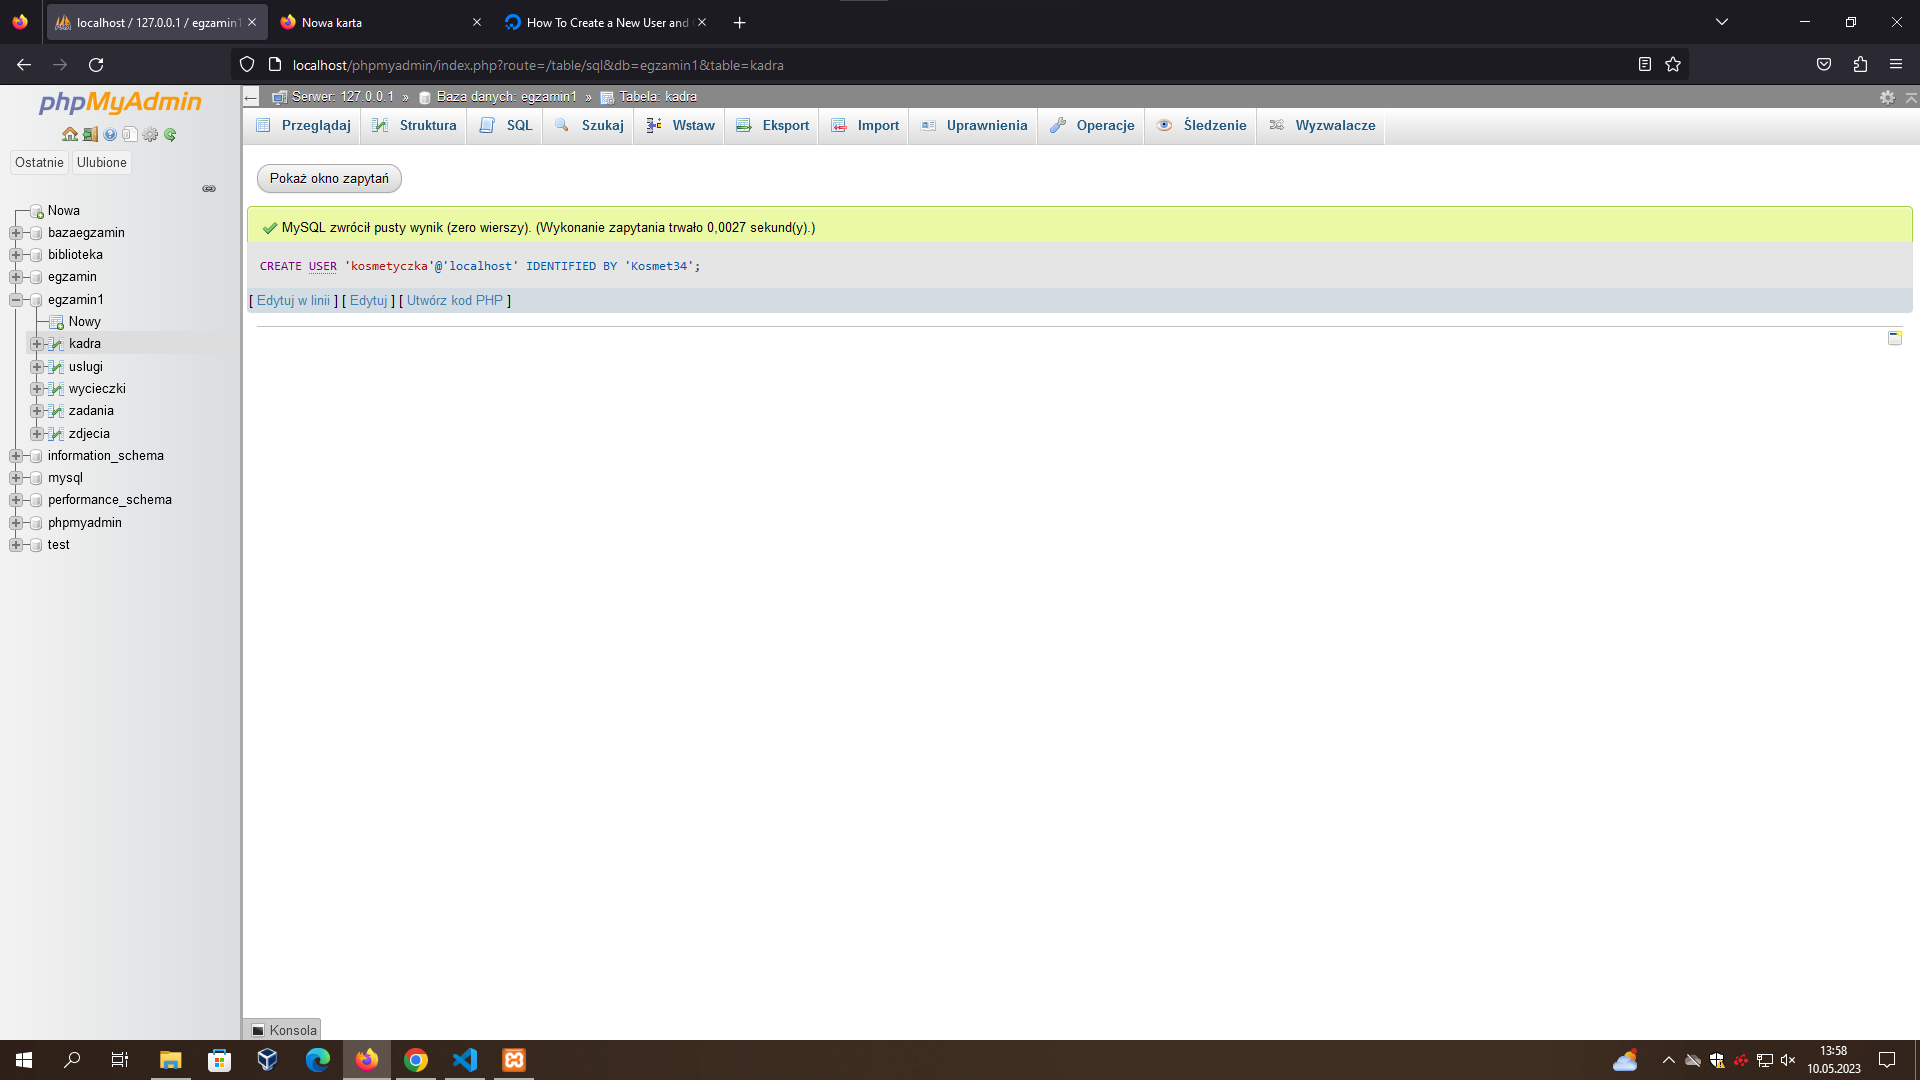 localhost / 127.0.0.1 / egzamin1
Nowa karta
How To Create a New User and
localhost/phpmyadmin/index.php?route=/table/sql&db=egzamin1&table=kadra
phpMyAdmin
Ostatnie
Ulubione
Nowa
bazaegzamin
biblioteka
egzamin
egzamin1
Nowy
kadra
uslugi
wycieczki
zadania
zdjecia
information_schema
mysql
performance_schema
phpmyadmin
test
Serwer: 127.0.0.1 » Baza danych: egzamin1 » Tabela: kadra
Przeglądaj
Struktura
SQL
Szukaj
Wstaw
Eksport
Import
Uprawnienia
Operacje
Śledzenie
Wyzwalacze
Pokaż okno zapytań
MySQL zwrócił pusty wynik (zero wierszy). (Wykonanie zapytania trwało 0,0027 sekund(y).)
CREATE USER 'kosmetyczka'@'localhost' IDENTIFIED BY 'Kosmet34';
[ Edytuj w linii ] [ Edytuj ] [ Utwórz kod PHP ]
Konsola
13:58
10.05.2023